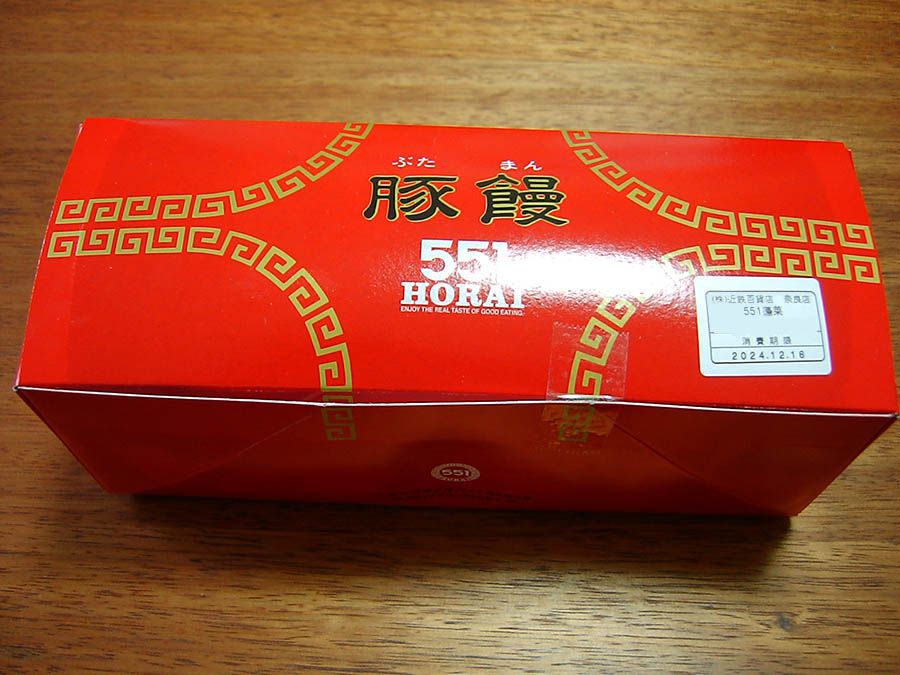 ぶた まん
豚饅
551
HORAI
ENJOY THE REAL TASTE OF GOOD EATING.
(株)近鉄百貨店 奈良店
551蓬莱
消費期限
2024.12.16
551
HORAI